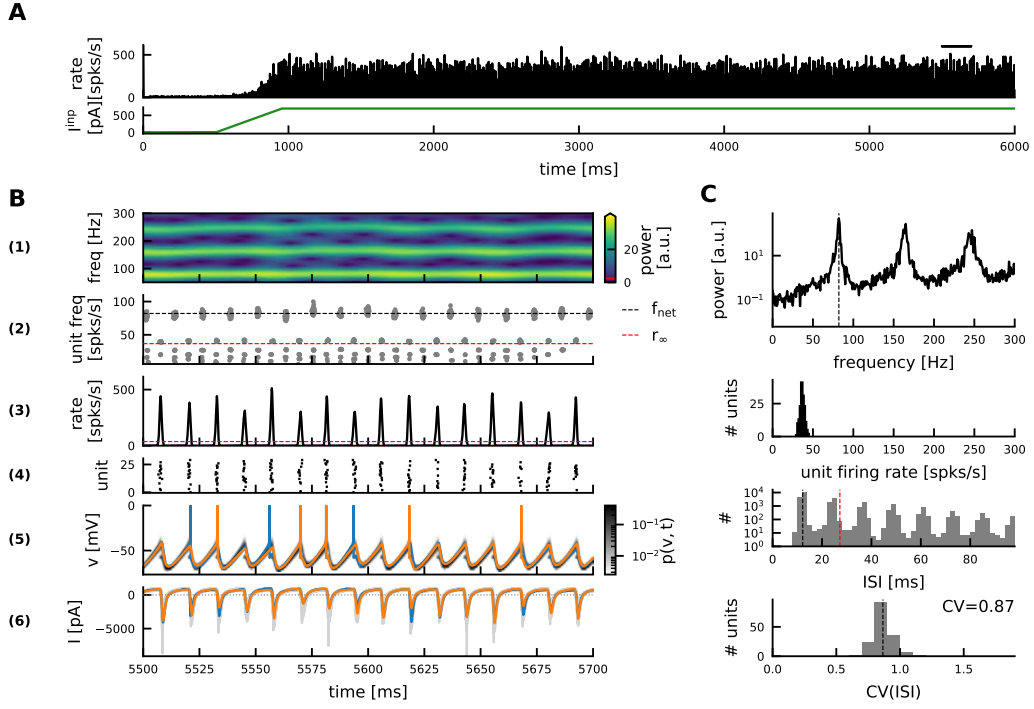 A
rate
[spks/s]
500
0
I^inp
[pA]
500
0
0
1000
2000
3000
4000
5000
6000
time [ms]
B
(1)
freq [Hz]
300
200
100
20
0
power
[a.u.]
(2)
unit freq
[spks/s]
100
50
f_net
r_∞
(3)
rate
[spks/s]
500
0
(4)
unit
25
0
(5)
v [mV]
0
−50
10^−1
10^−2
p(v, t)
(6)
I [pA]
0
−5000
5500
5525
5550
5575
5600
5625
5650
5675
5700
time [ms]
C
power [a.u.]
10^1
10^−1
0
50
100
150
200
250
300
frequency [Hz]
# units
25
0
0
50
100
150
200
250
300
unit firing rate [spks/s]
#
10^4
10^3
10^2
10^1
10^0
20
40
60
80
ISI [ms]
# units
50
0
CV=0.87
0.0
0.5
1.0
1.5
CV(ISI)